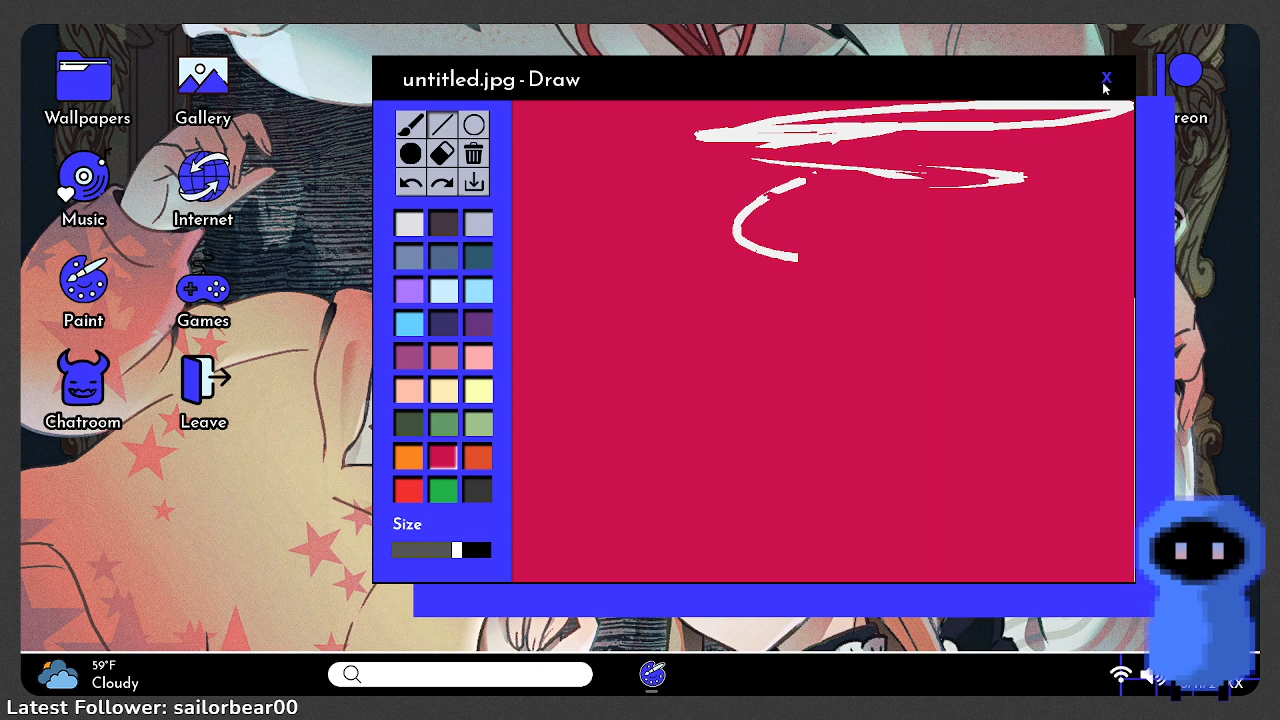 untitled.jpg - Draw
X
Wallpapers
Gallery
reon
Music
Internet
Paint
Games
Chatroom
Leave
Size
59°F
Cloudy
Latest Follower: sailorbear00